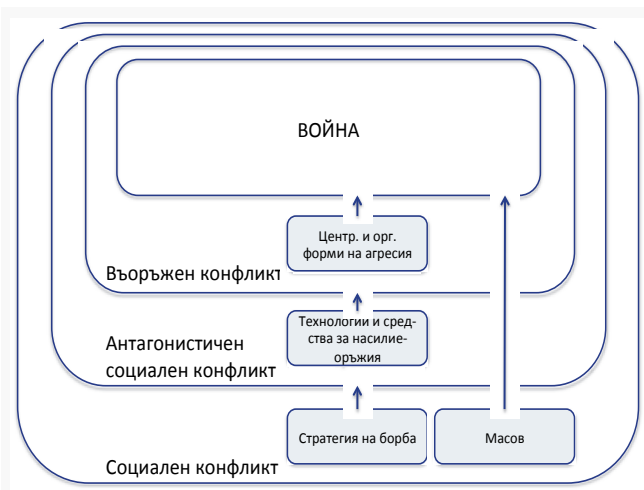 ВОЙНА
Центр. и орг.
форми на агресия
Въоръжен конфликт
Технологии и сред-
ства за насилие-
оръжия
Антагонистичен
социален конфликт
Стратегия на борба
Масов
Социален конфликт